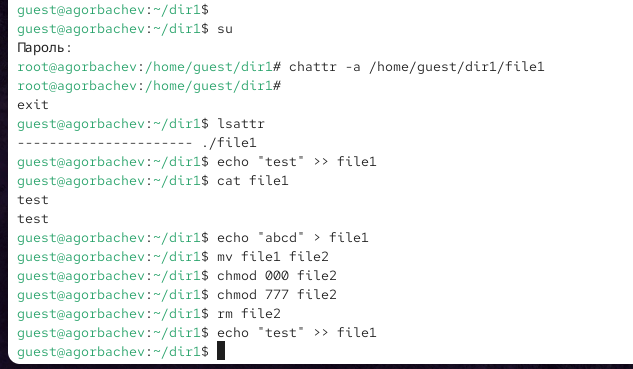 guest@agorbachev:~/dir1$
guest@agorbachev:~/dir1$ su
Пароль:
root@agorbachev:/home/guest/dir1# chattr -a /home/guest/dir1/file1
root@agorbachev:/home/guest/dir1#
exit
guest@agorbachev:~/dir1$ lsattr
---------------------- ./file1
guest@agorbachev:~/dir1$ echo "test" >> file1
guest@agorbachev:~/dir1$ cat file1
test
test
guest@agorbachev:~/dir1$ echo "abcd" > file1
guest@agorbachev:~/dir1$ mv file1 file2
guest@agorbachev:~/dir1$ chmod 000 file2
guest@agorbachev:~/dir1$ chmod 777 file2
guest@agorbachev:~/dir1$ rm file2
guest@agorbachev:~/dir1$ echo "test" >> file1
guest@agorbachev:~/dir1$